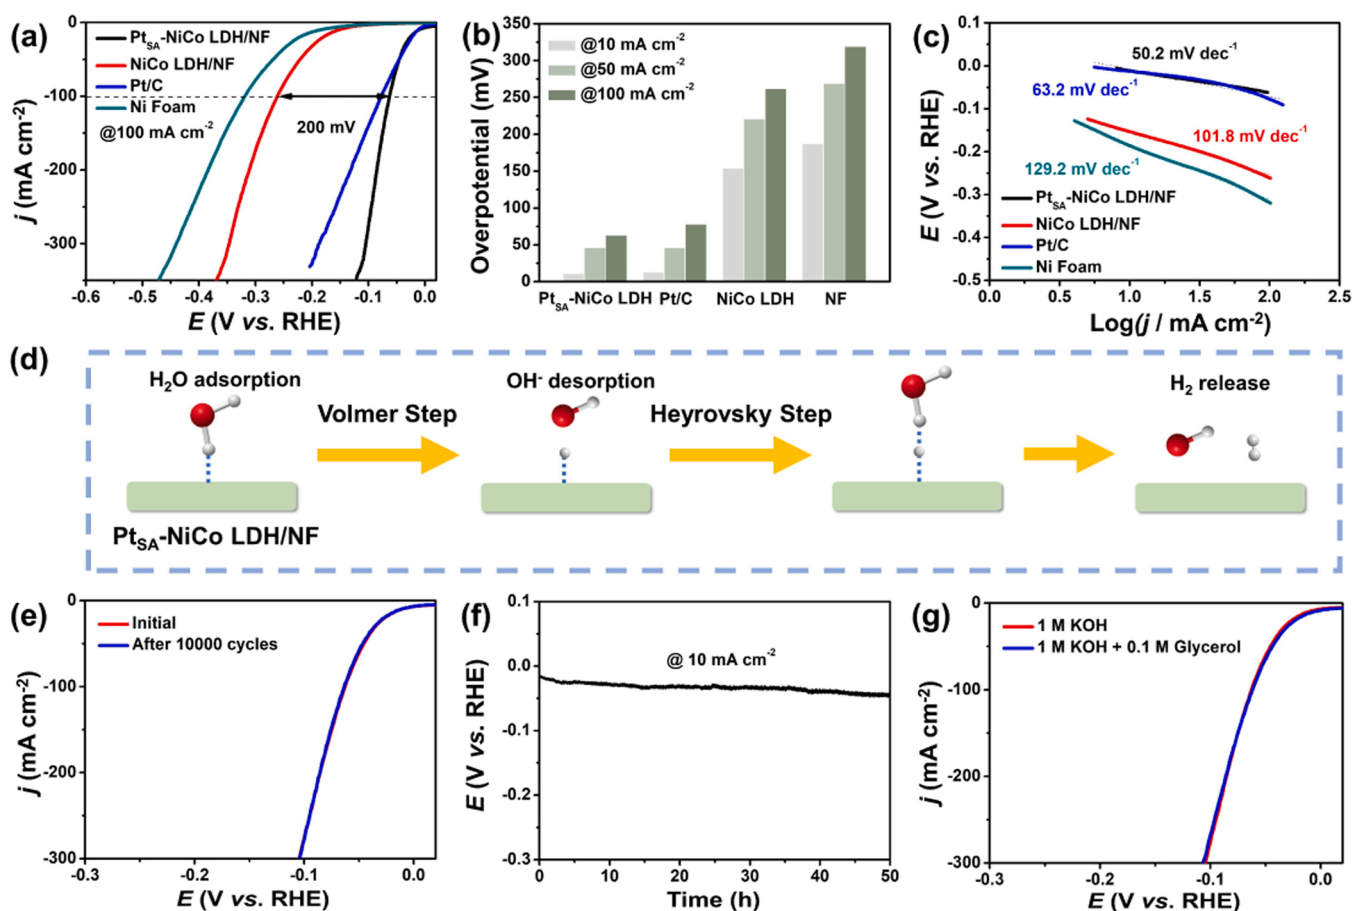 (a)
Pt_SA-NiCo LDH/NF
NiCo LDH/NF
Pt/C
Ni Foam
@100 mA cm⁻²
200 mV
0
-100
-200
-300
j (mA cm⁻²)
-0.6 -0.5 -0.4 -0.3 -0.2 -0.1 0.0
E (V vs. RHE)
(b)
@10 mA cm⁻²
@50 mA cm⁻²
@100 mA cm⁻²
350
300
250
200
150
100
50
0
Overpotential (mV)
Pt_SA-NiCo LDH Pt/C NiCo LDH NF
(c)
50.2 mV dec⁻¹
63.2 mV dec⁻¹
101.8 mV dec⁻¹
129.2 mV dec⁻¹
Pt_SA-NiCo LDH/NF
NiCo LDH/NF
Pt/C
Ni Foam
0.1
0.0
-0.1
-0.2
-0.3
-0.4
-0.5
E (V vs. RHE)
0.0 0.5 1.0 1.5 2.0 2.5
Log(j / mA cm⁻²)
(d)
H₂O adsorption
Volmer Step
OH⁻ desorption
Heyrovsky Step
H₂ release
Pt_SA-NiCo LDH/NF
(e)
Initial
After 10000 cycles
0
-100
-200
-300
j (mA cm⁻²)
-0.3 -0.2 -0.1 0.0
E (V vs. RHE)
(f)
@ 10 mA cm⁻²
0.1
0.0
-0.1
-0.2
-0.3
E (V vs. RHE)
0 10 20 30 40 50
Time (h)
(g)
1 M KOH
1 M KOH + 0.1 M Glycerol
0
-100
-200
-300
j (mA cm⁻²)
-0.3 -0.2 -0.1 0.0
E (V vs. RHE)